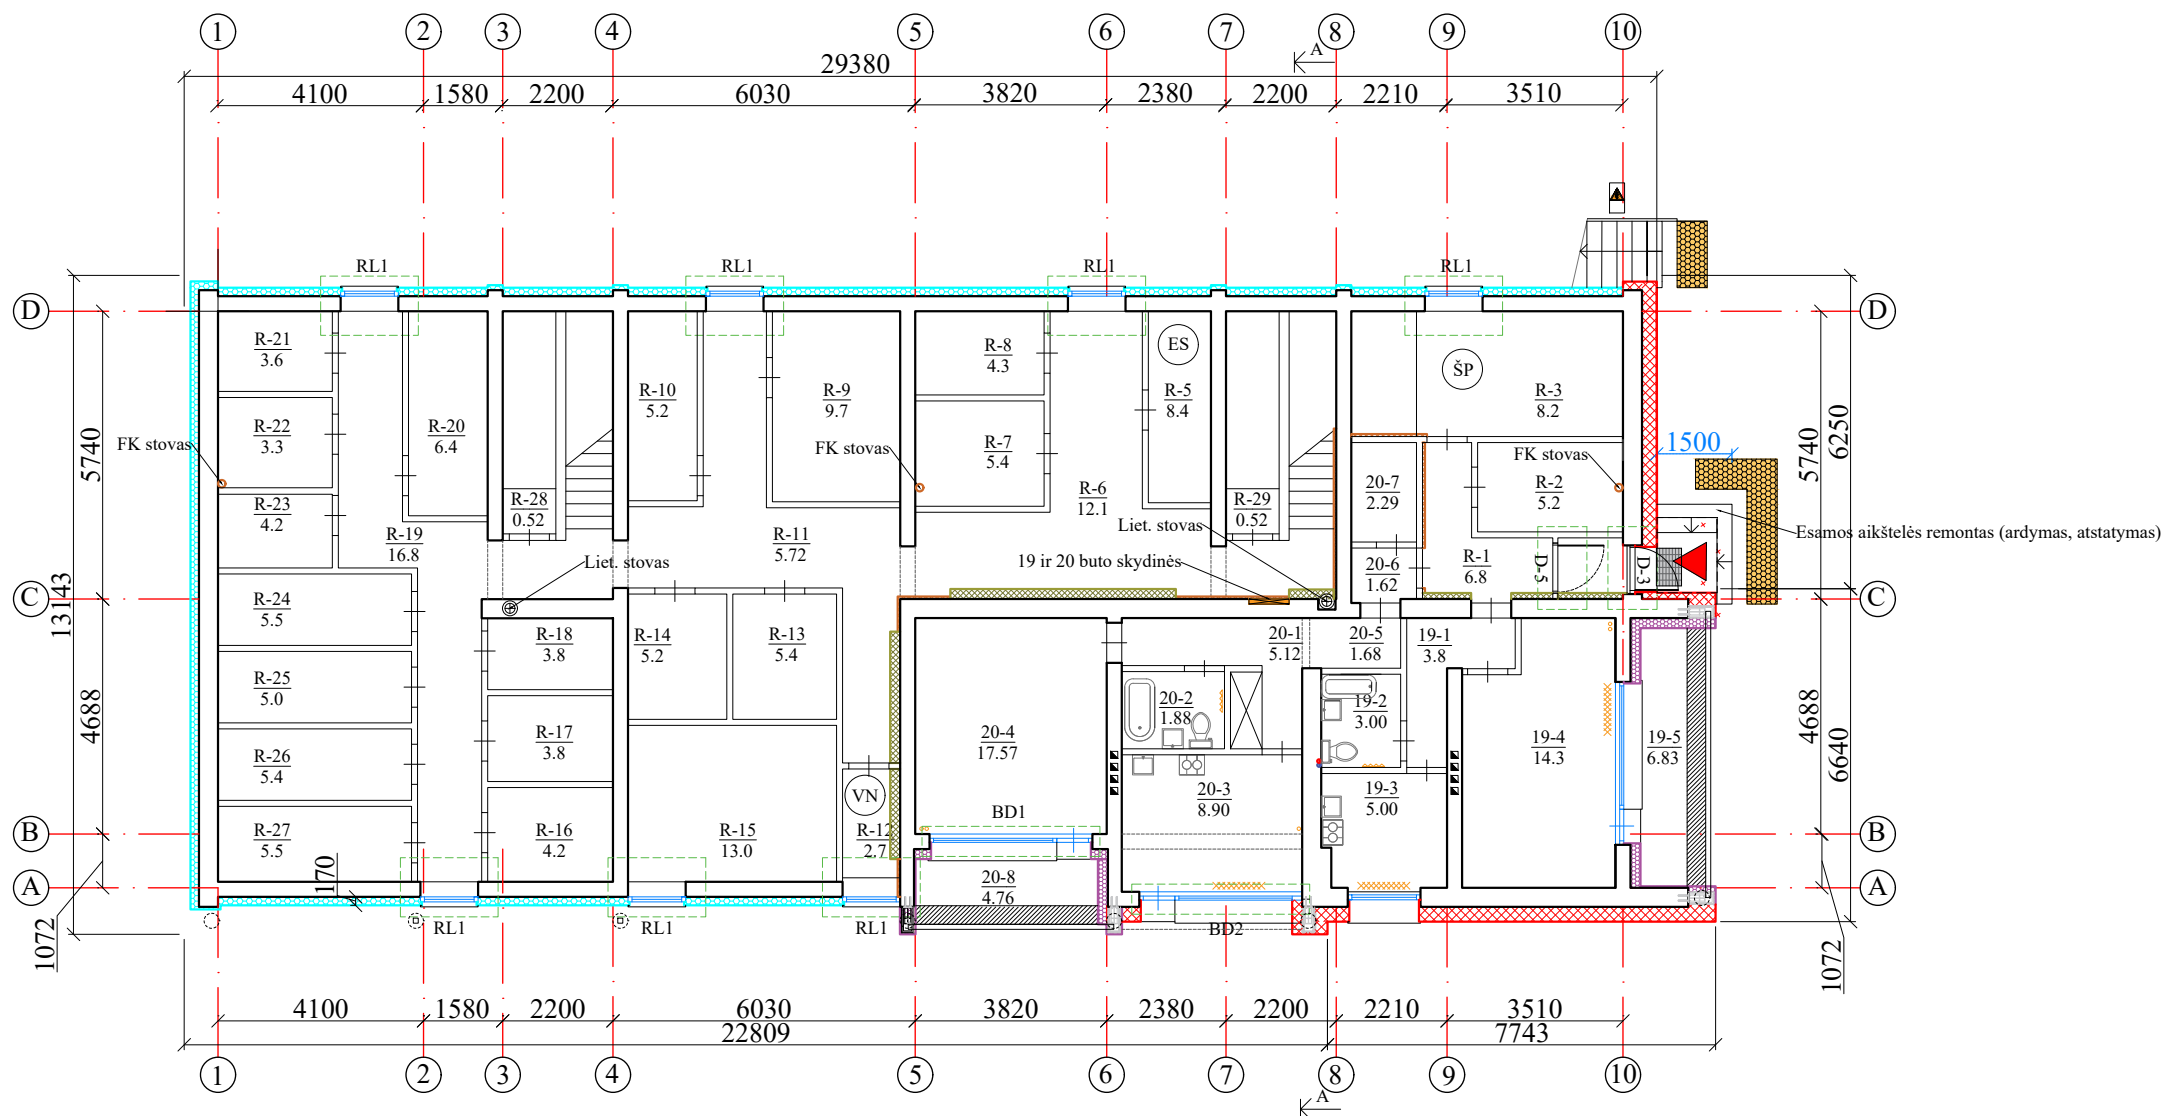 1 2 3 4 5 6 7 8 9 10
A
29380
4100 1580 2200 6030 3820 2380 2200 2210 3510
RL1 RL1 RL1 RL1
D D
R-21
3.6
R-22
3.3
R-20
6.4
R-10
5.2
R-9
9.7
R-8
4.3
ES
R-5
8.4
ŠP
R-3
8.2
FK stovas
R-23
4.2
R-28
0.52
FK stovas
R-7
5.4
R-6
12.1
R-29
0.52
20-7
2.29
FK stovas
R-2
5.2
5740
1500
5740
6250
R-19
16.8
R-11
5.72
Liet. stovas
Liet. stovas
19 ir 20 buto skydinės
20-6
1.62
R-1
6.8
D-5
D-3
Esamos aikštelės remontas (ardymas, atstatymas)
C C
13143
R-24
5.5
R-18
3.8
R-14
5.2
R-13
5.4
20-1
5.12
20-5
1.68
19-1
3.8
R-25
5.0
R-17
3.8
20-4
17.57
20-2
1.88
19-2
3.00
19-4
14.3
19-5
6.83
4688
4688
6640
R-26
5.4
R-16
4.2
R-15
13.0
VN
R-12
2.7
BD1
20-3
8.90
19-3
5.00
R-27
5.5
B B
170
20-8
4.76
A A
RL1 RL1 RL1 BD2
1072
1072
4100 1580 2200 6030 3820 2380 2200 2210 3510
22809 7743
1 2 3 4 5 6 7 8 9 10
A